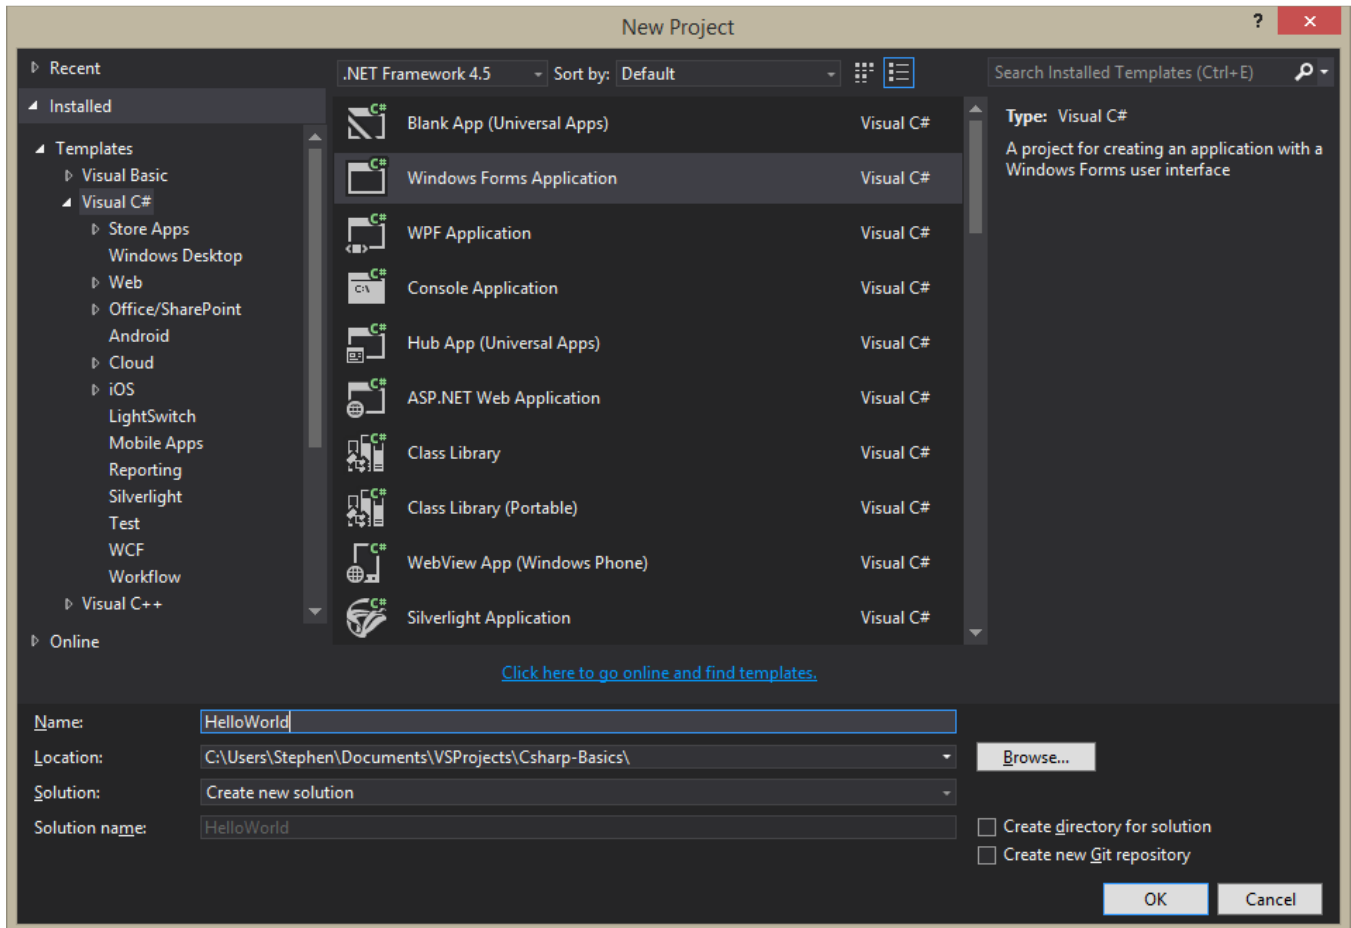 New Project
?
Recent
.NET Framework 4.5 Sort by: Default
Search Installed Templates (Ctrl+E)
Installed
Templates
Visual Basic
Visual C#
Store Apps
Windows Desktop
Web
Office/SharePoint
Android
Cloud
iOS
LightSwitch
Mobile Apps
Reporting
Silverlight
Test
WCF
Workflow
Visual C++
Online
C# Blank App (Universal Apps) Visual C#
C# Windows Forms Application Visual C#
C# WPF Application Visual C#
C# C:\ Console Application Visual C#
C# Hub App (Universal Apps) Visual C#
C# ASP.NET Web Application Visual C#
C# Class Library Visual C#
C# Class Library (Portable) Visual C#
C# WebView App (Windows Phone) Visual C#
C# Silverlight Application Visual C#
Type: Visual C#
A project for creating an application with a
Windows Forms user interface
Click here to go online and find templates.
Name: HelloWorld
Location: C:\Users\Stephen\Documents\VSProjects\Csharp-Basics\ Browse...
Solution: Create new solution
Solution name: HelloWorld
Create directory for solution
Create new Git repository
OK Cancel